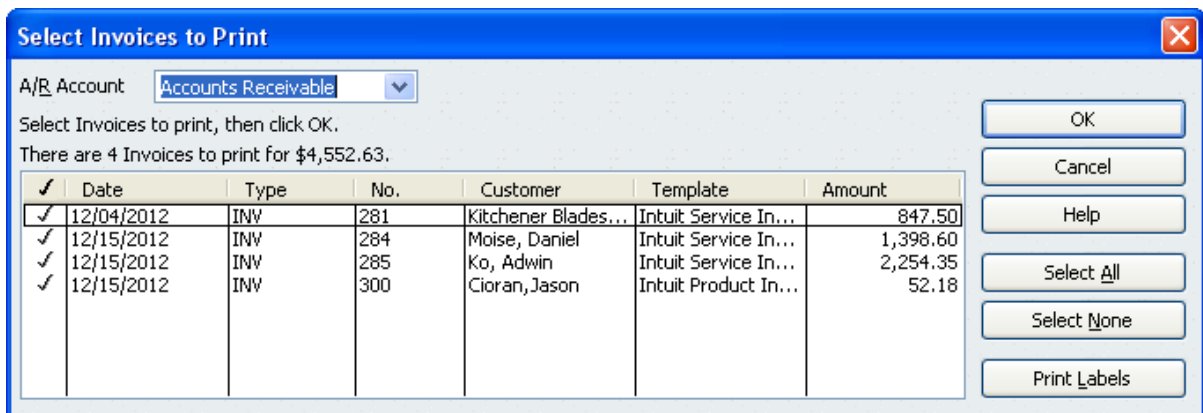 Select Invoices to Print
A/R Account Accounts Receivable
Select Invoices to print, then click OK.
There are 4 Invoices to print for $4,552.63.
✓ Date Type No. Customer Template Amount
✓ 12/04/2012 INV 281 Kitchener Blades... Intuit Service In... 847.50
✓ 12/15/2012 INV 284 Moise, Daniel Intuit Service In... 1,398.60
✓ 12/15/2012 INV 285 Ko, Adwin Intuit Service In... 2,254.35
✓ 12/15/2012 INV 300 Cioran,Jason Intuit Product In... 52.18
OK
Cancel
Help
Select All
Select None
Print Labels